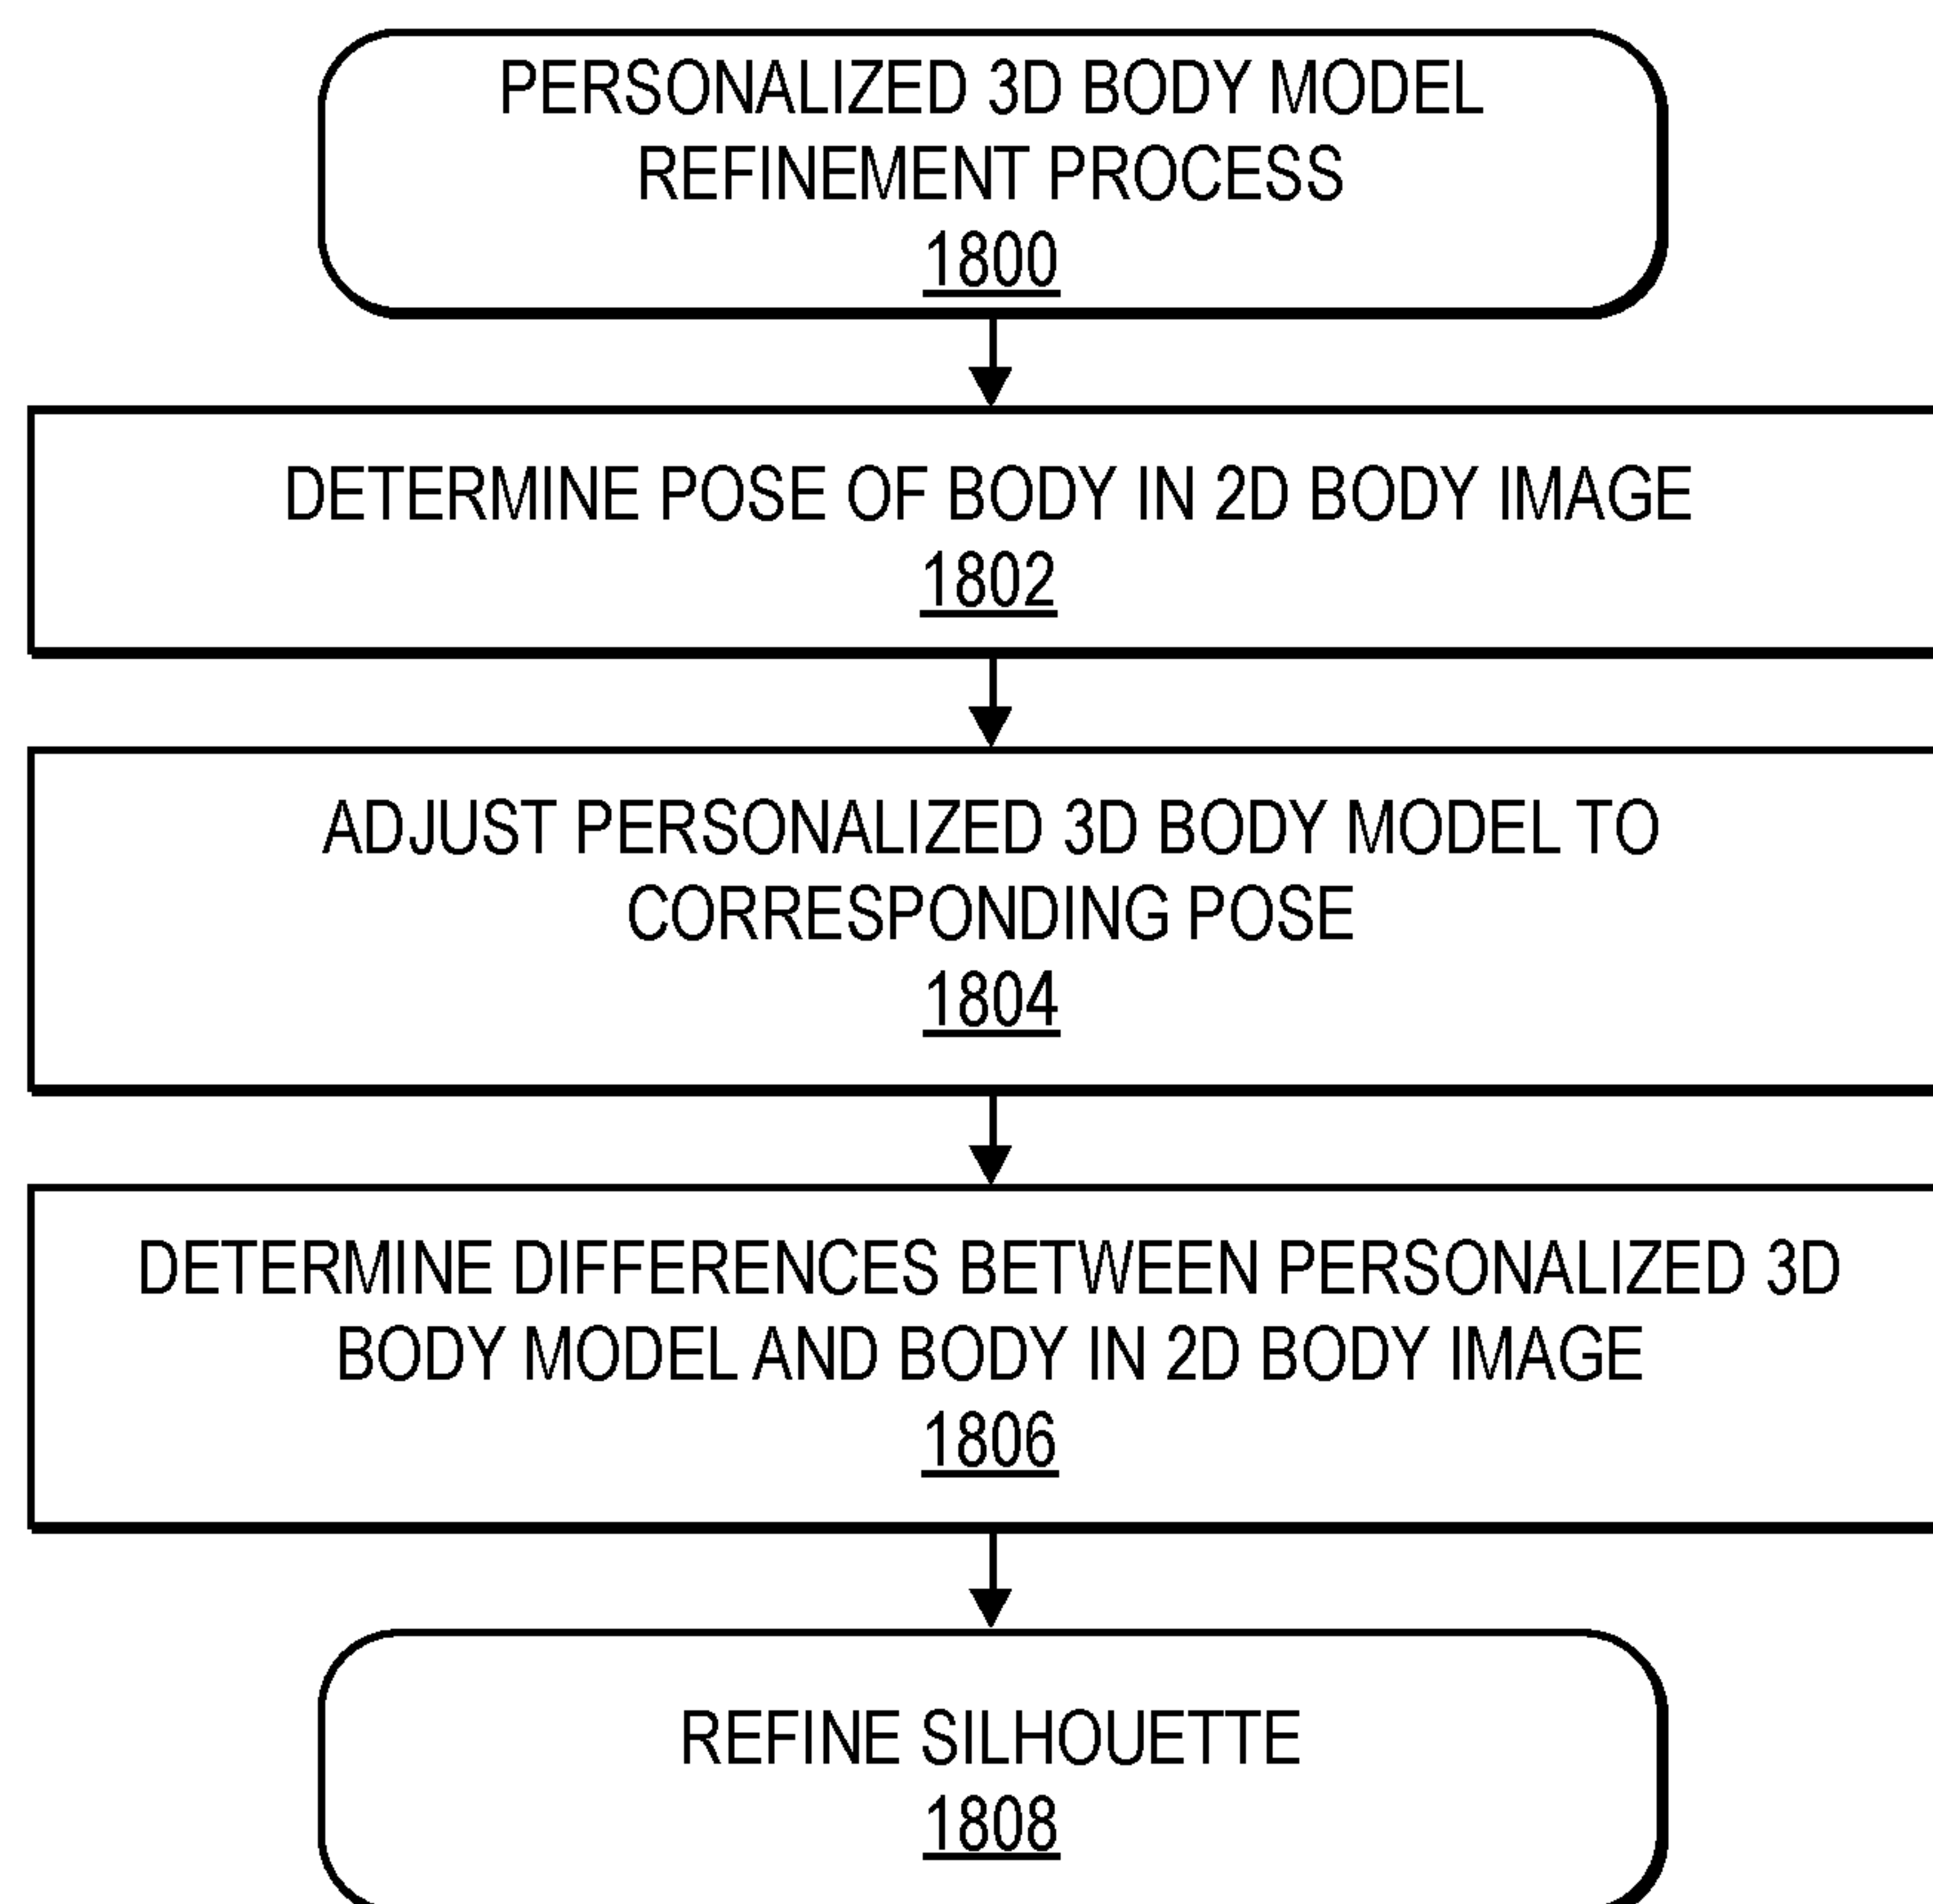 PERSONALIZED 3D BODY MODEL
REFINEMENT PROCESS
1800
DETERMINE POSE OF BODY IN 2D BODY IMAGE
1802
ADJUST PERSONALIZED 3D BODY MODEL TO
CORRESPONDING POSE
1804
DETERMINE DIFFERENCES BETWEEN PERSONALIZED 3D
BODY MODEL AND BODY IN 2D BODY IMAGE
1806
REFINE SILHOUETTE
1808